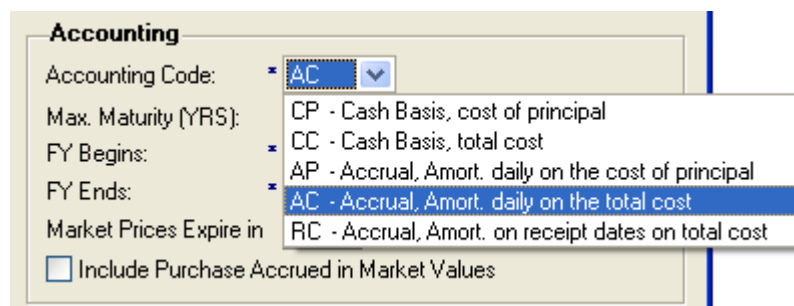 Accounting
Accounting Code: * AC
Max. Maturity (YRS):
CP - Cash Basis, cost of principal
CC - Cash Basis, total cost
FY Begins: *
AP - Accrual, Amort. daily on the cost of principal
FY Ends: *
AC - Accrual, Amort. daily on the total cost
Market Prices Expire in
RC - Accrual, Amort. on receipt dates on total cost
Include Purchase Accrued in Market Values